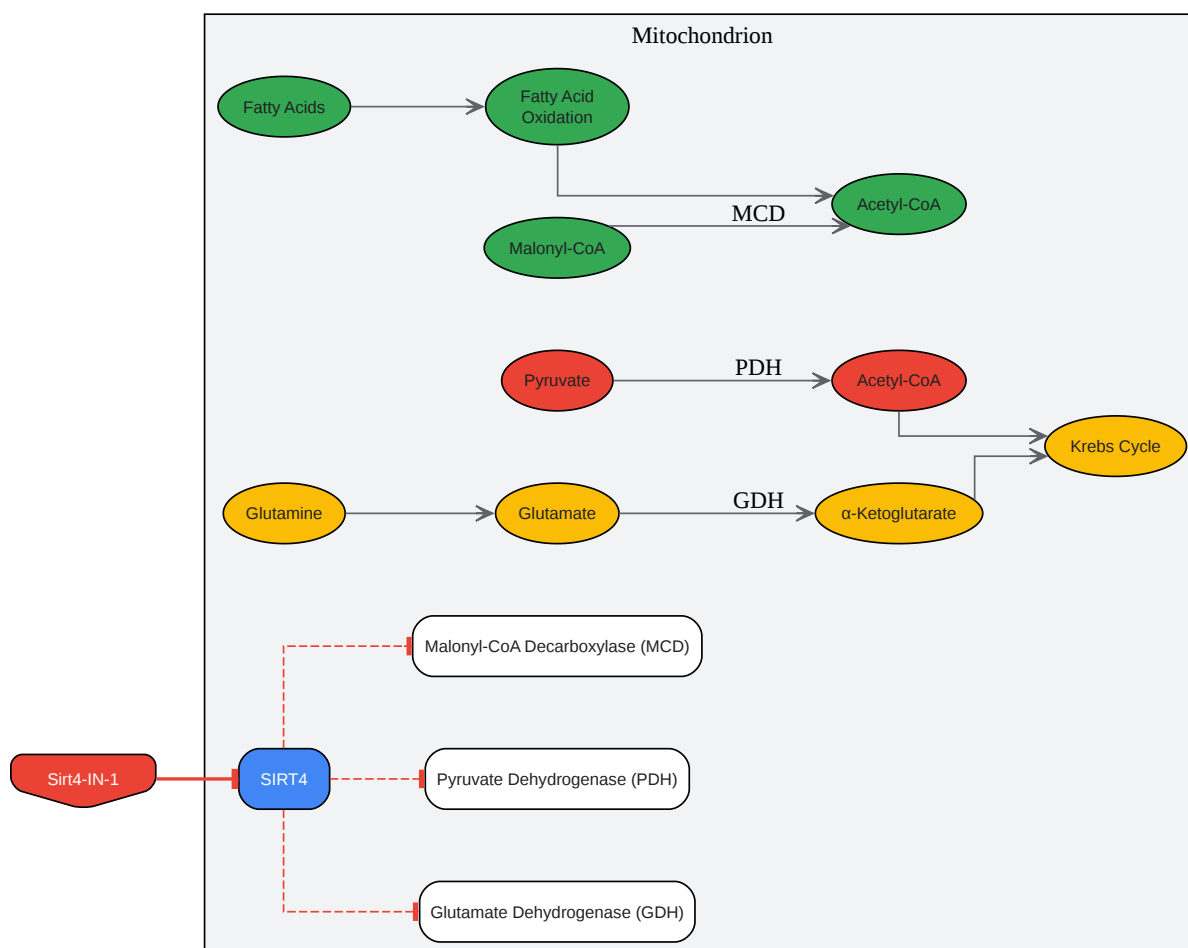 Mitochondrion
Fatty Acids
Fatty Acid
Oxidation
Acetyl-CoA
MCD
Malonyl-CoA
Pyruvate
PDH
Acetyl-CoA
Krebs Cycle
Glutamine
Glutamate
GDH
α-Ketoglutarate
Malonyl-CoA Decarboxylase (MCD)
Sirt4-IN-1
SIRT4
Pyruvate Dehydrogenase (PDH)
Glutamate Dehydrogenase (GDH)